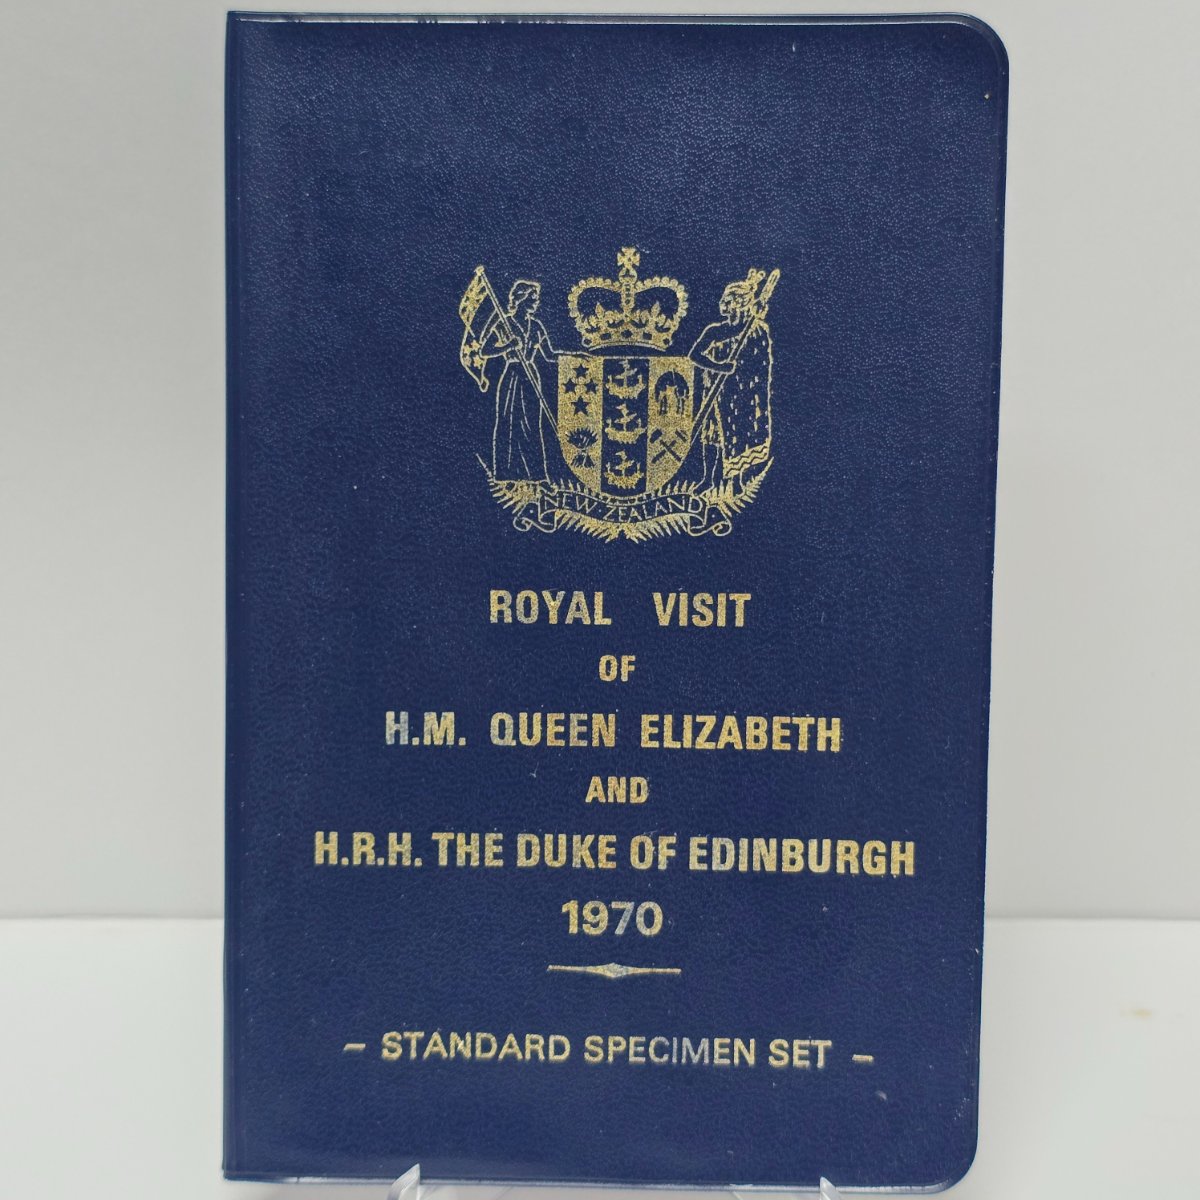 NEW ZEALAND
ROYAL VISIT
OF
H.M. QUEEN ELIZABETH
AND
H.R.H. THE DUKE OF EDINBURGH
1970
- STANDARD SPECIMEN SET -